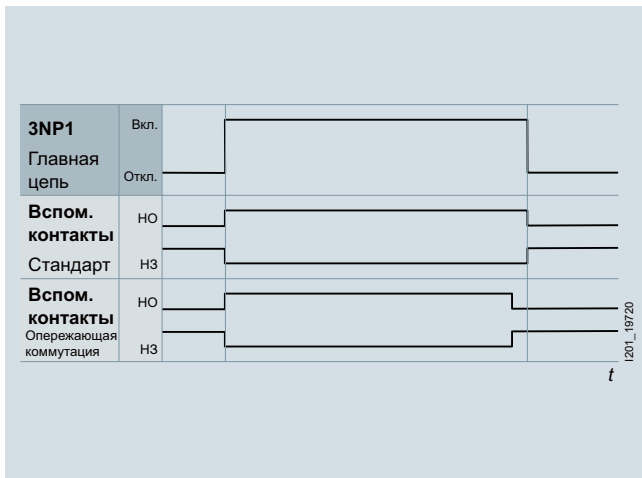 3NP1
Главная
цепь
Вкл.
Откл.
Вспом.
контакты
Стандарт
НО
НЗ
Вспом.
контакты
Опережающая
коммутация
НО
НЗ
t
I201_19720